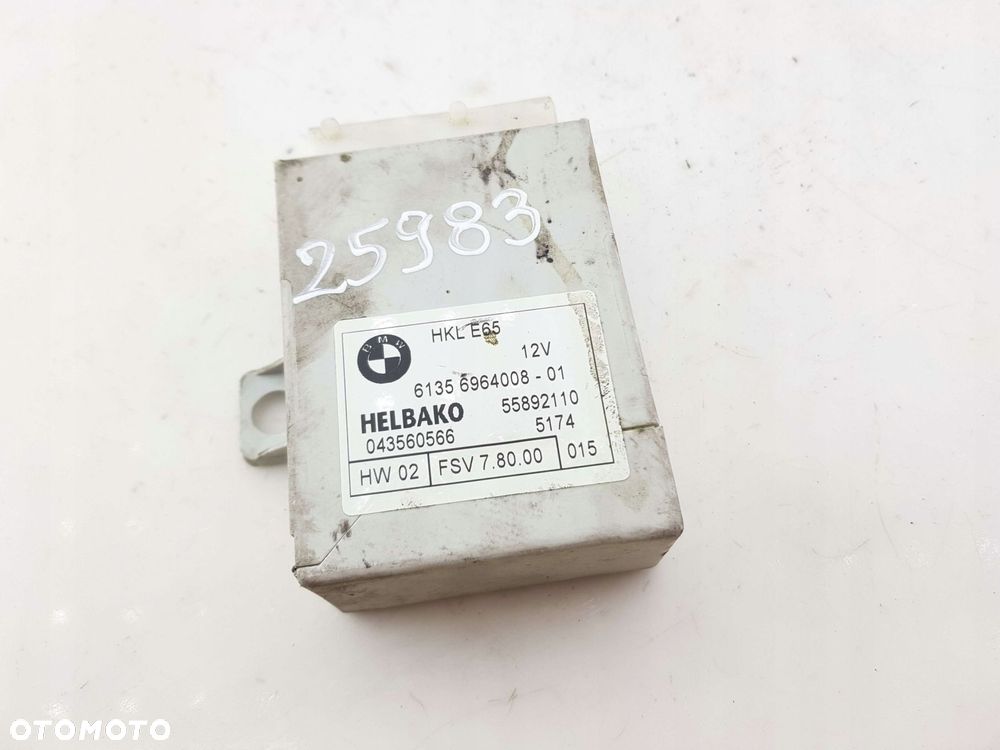 25983
HKL E65
BMW
12V
6135 6964008 - 01
HELBAKO 55892110
043560566 5174
HW 02 FSV 7.80.00 015
OTOMOTO